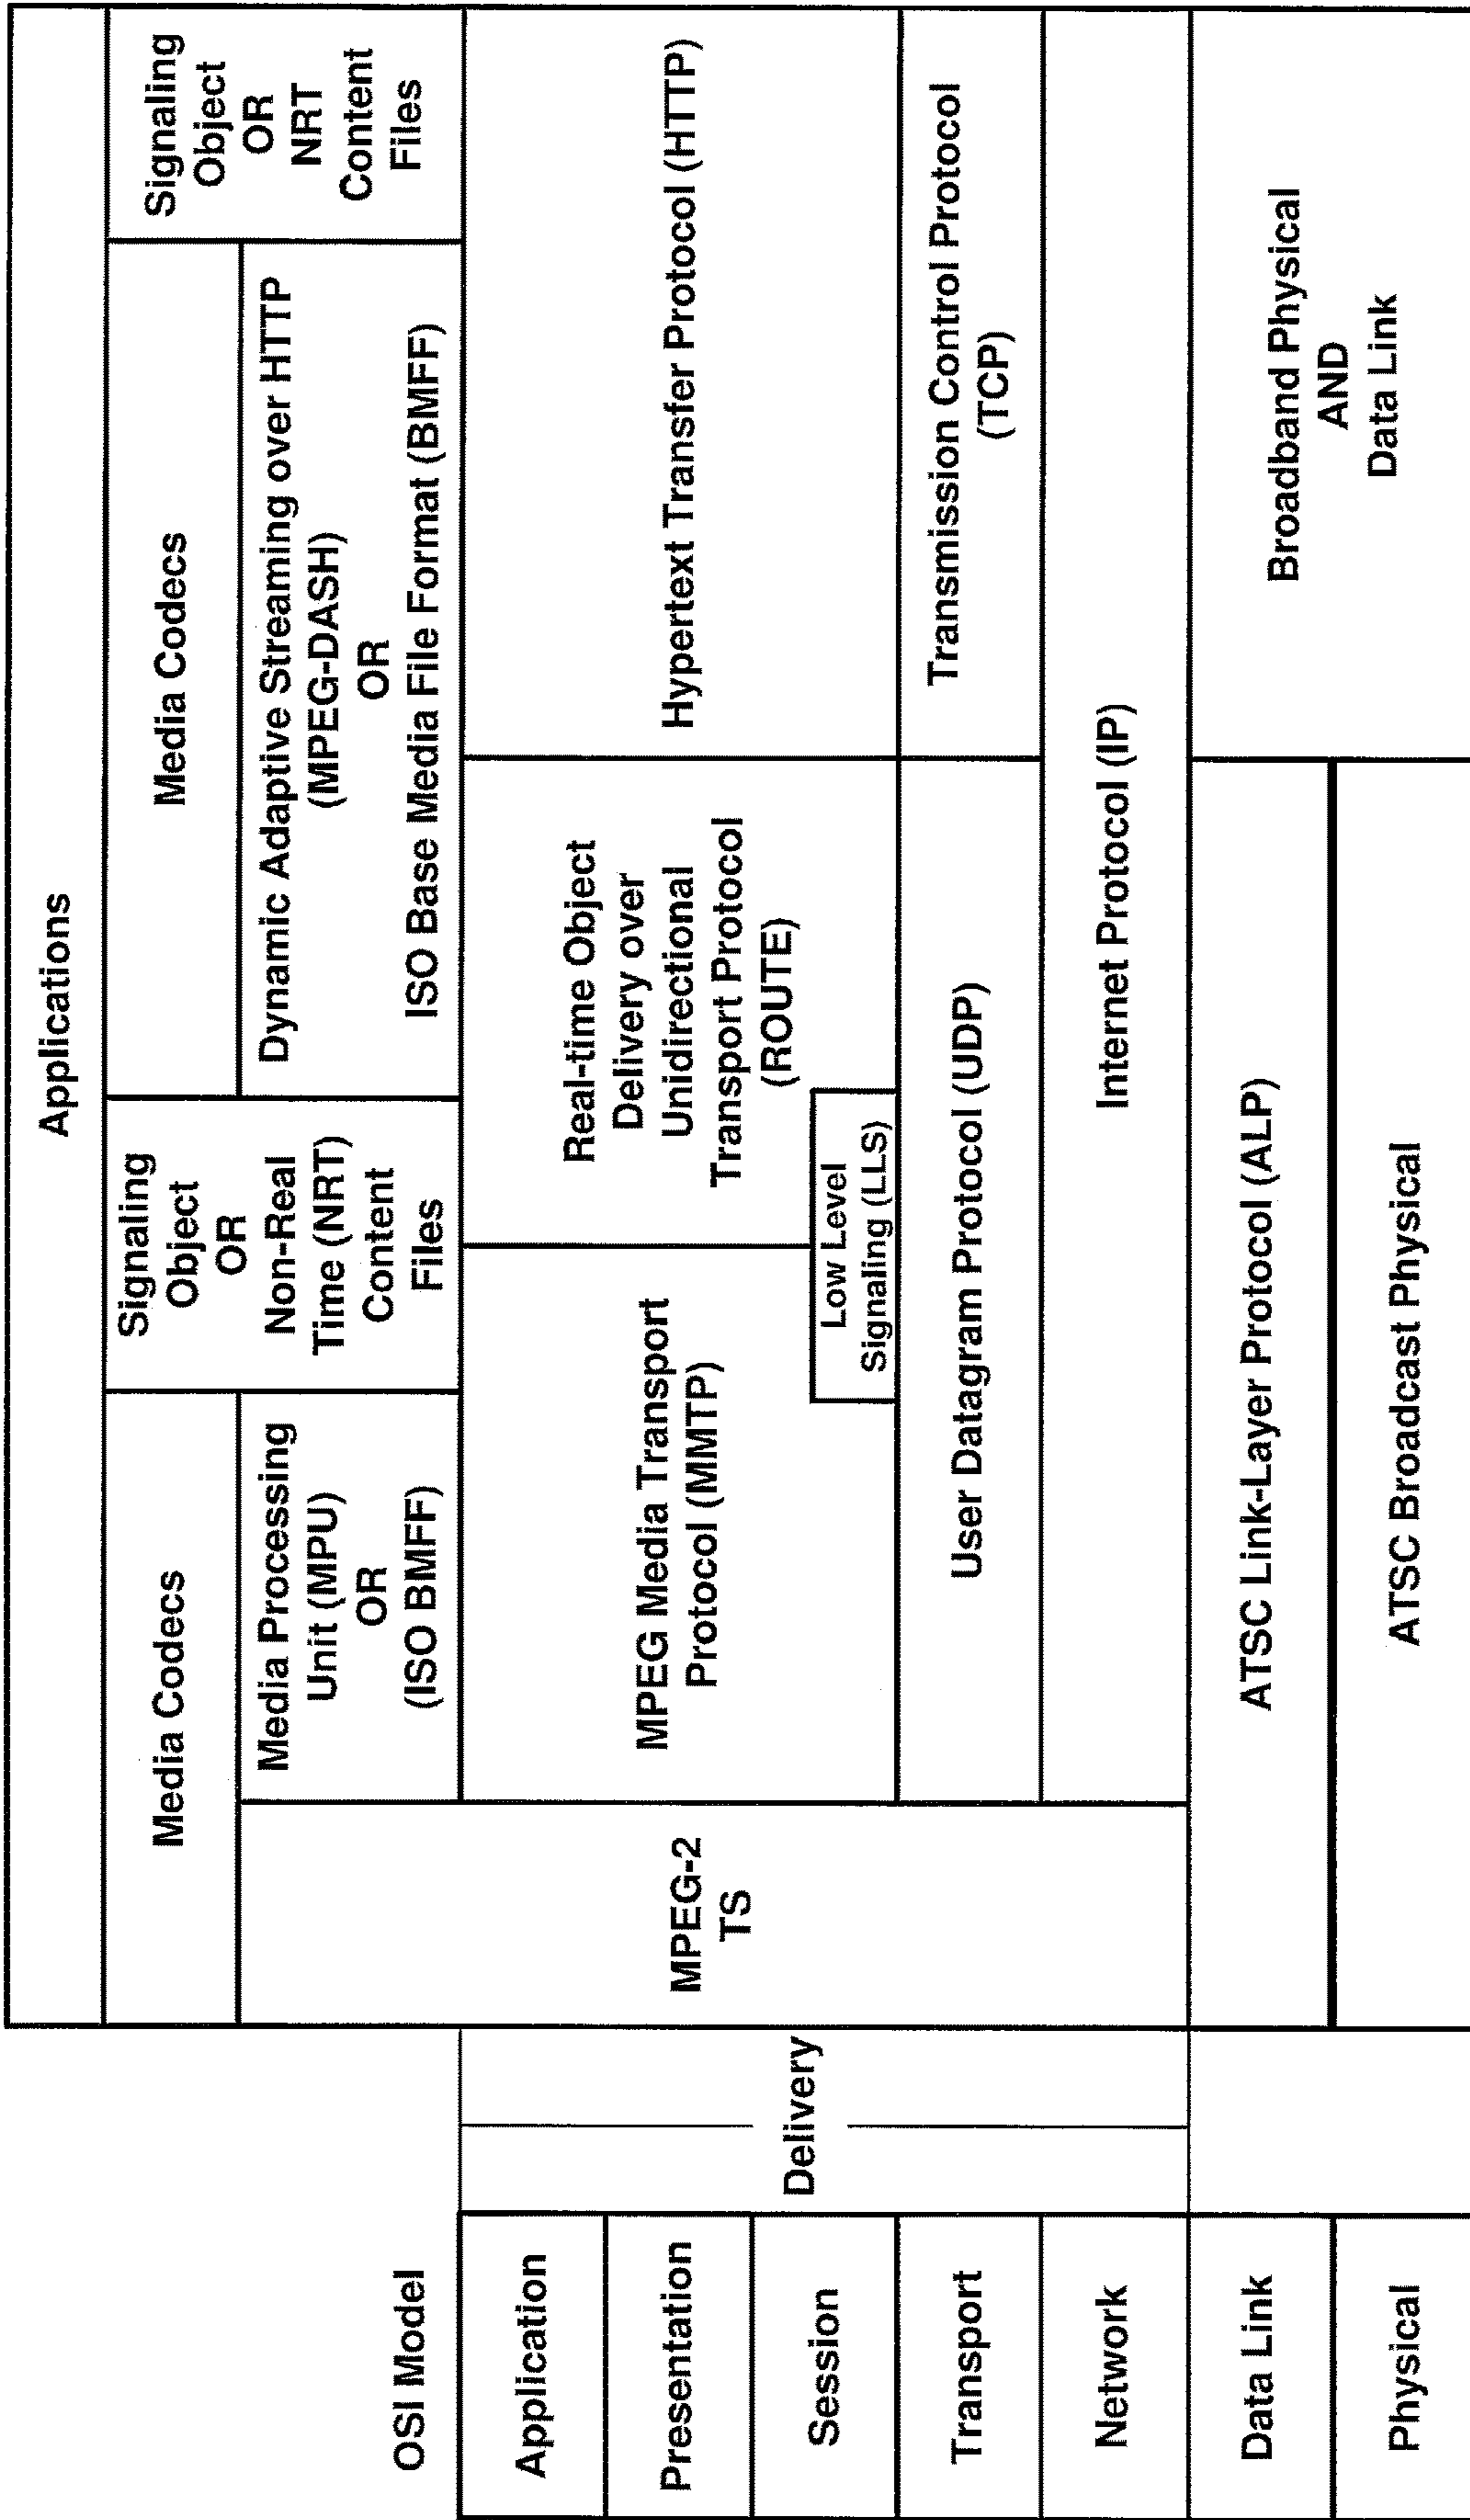 Applications
Media Codecs
Media Processing
Unit (MPU)
OR
(ISO BMFF)
Signaling
Object
OR
Non-Real
Time (NRT)
Content
Files
Media Codecs
Dynamic Adaptive Streaming over HTTP
(MPEG-DASH)
OR
ISO Base Media File Format (BMFF)
Signaling
Object
OR
NRT
Content
Files
MPEG-2
TS
MPEG Media Transport
Protocol (MMTP)
Real-time Object
Delivery over
Unidirectional
Transport Protocol
(ROUTE)
Low Level
Signaling (LLS)
Hypertext Transfer Protocol (HTTP)
User Datagram Protocol (UDP)
Transmission Control Protocol
(TCP)
Internet Protocol (IP)
ATSC Link-Layer Protocol (ALP)
ATSC Broadcast Physical
Broadband Physical
AND
Data Link
OSI Model
Application
Presentation
Session
Transport
Network
Data Link
Physical
Delivery